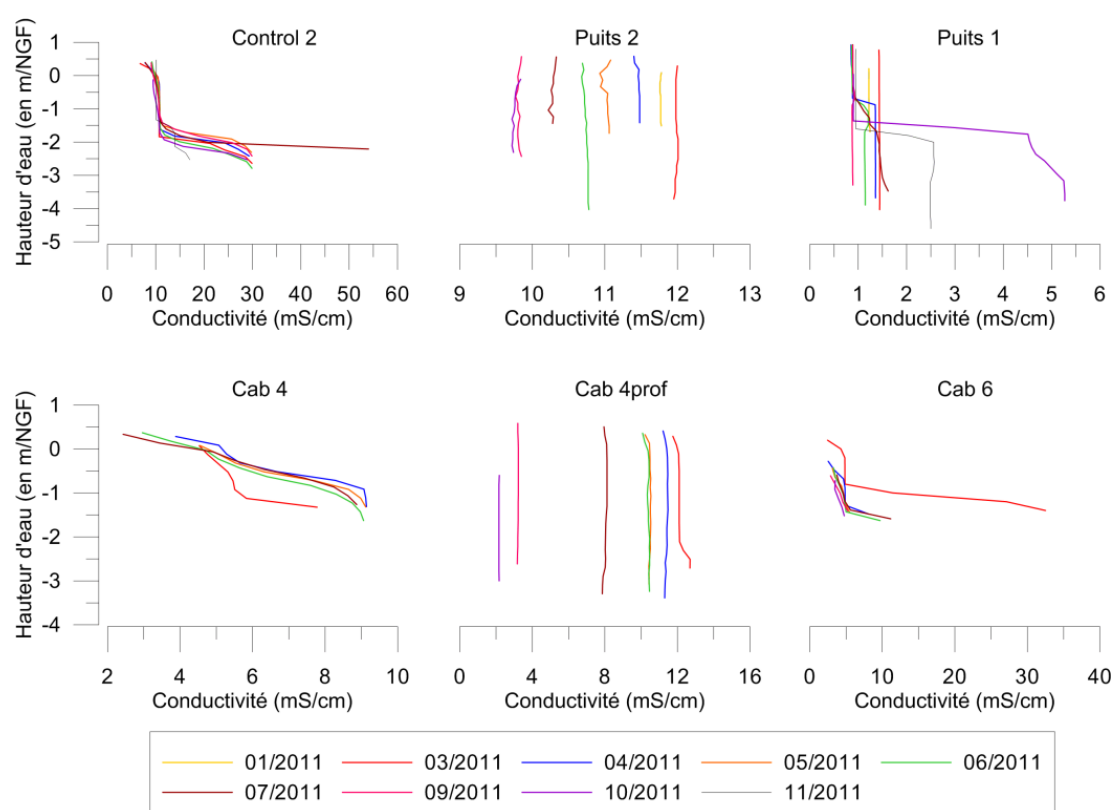 Control 2 Puits 2 Puits 1
Hauteur d'eau (en m/NGF)
1
0
-1
-2
-3
-4
-5
0 10 20 30 40 50 60 9 10 11 12 13 0 1 2 3 4 5 6
Conductivité (mS/cm) Conductivité (mS/cm) Conductivité (mS/cm)
Cab 4 Cab 4prof Cab 6
Hauteur d'eau (en m/NGF)
1
0
-1
-2
-3
-4
2 4 6 8 10 0 4 8 12 16 0 10 20 30 40
Conductivité (mS/cm) Conductivité (mS/cm) Conductivité (mS/cm)
01/2011 03/2011 04/2011 05/2011 06/2011
07/2011 09/2011 10/2011 11/2011